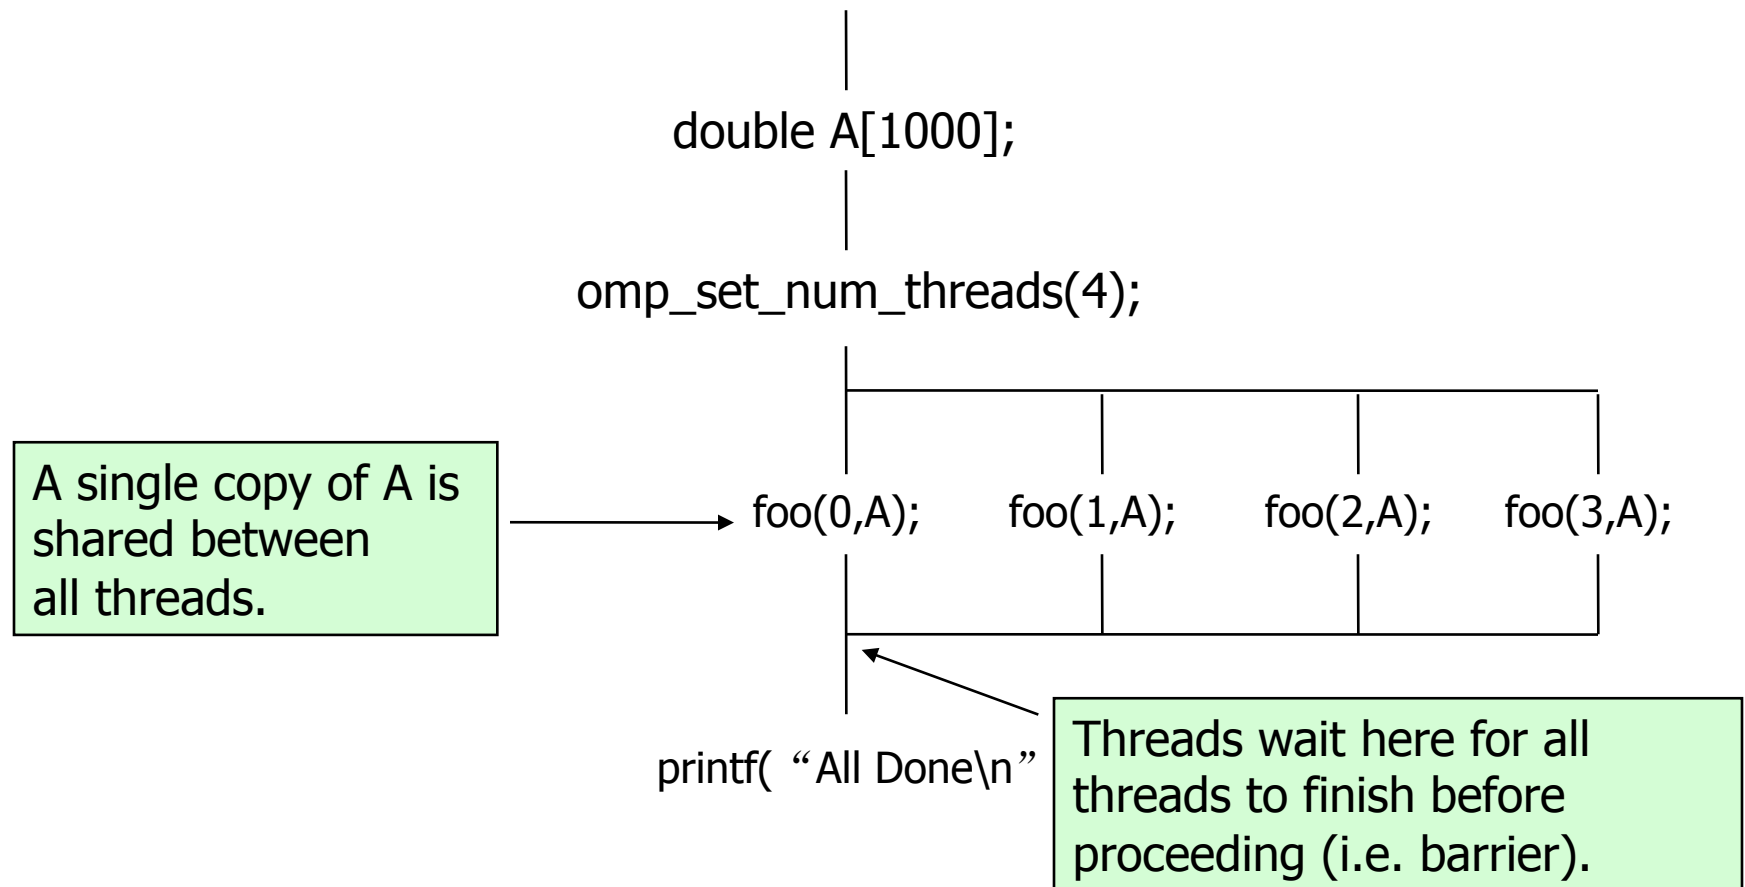 double A[1000];
omp_set_num_threads(4);
A single copy of A is
shared between
all threads.
foo(0,A); foo(1,A); foo(2,A); foo(3,A);
printf( “All Done\n”
Threads wait here for all
threads to finish before
proceeding (i.e. barrier).